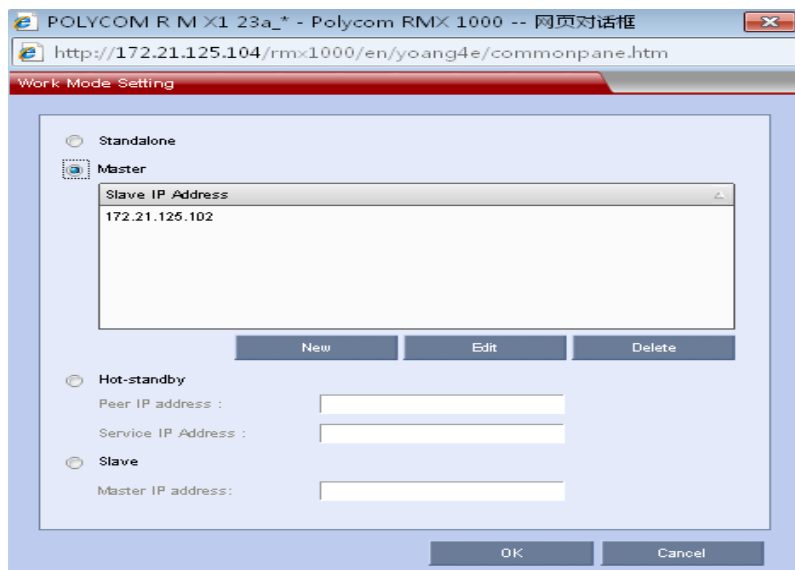 POLYCOM R M X1 23a_* - Polycom RMX 1000 -- 网页对话框
http://172.21.125.104/rmx1000/en/yoang4e/commonpane.htm
Work Mode Setting
Standalone
Master
Slave IP Address
172.21.125.102
New Edit Delete
Hot-standby
Peer IP address :
Service IP Address :
Slave
Master IP address:
OK Cancel